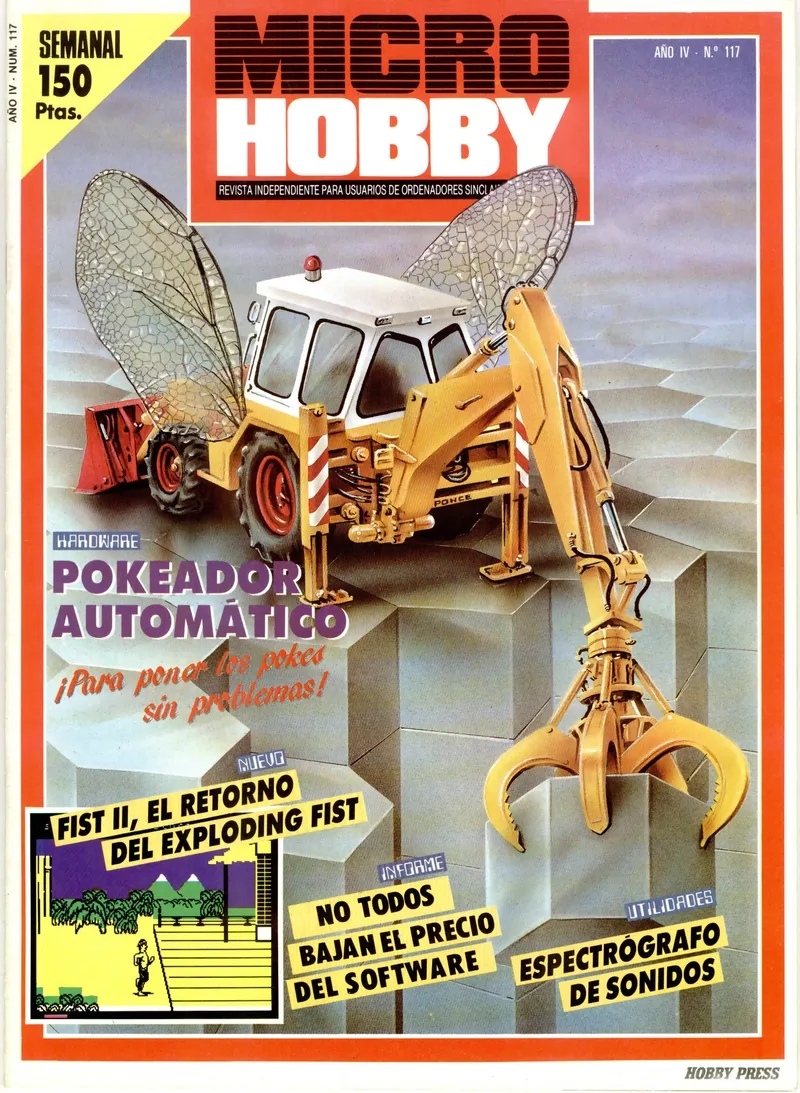 AÑO IV - NUM. 117
SEMANAL
150
Ptas.
MICRO
HOBBY
AÑO IV - N.º 117
REVISTA INDEPENDIENTE PARA USUARIOS DE ORDENADORES
PONCE
HARDWARE
POKEADOR
AUTOMÁTICO
¡Para poner los pokes
sin problemas!
NUEVO
FIST II, EL RETORNO
DEL EXPLODING FIST
INFORME
NO TODOS
BAJAN EL PRECIO
DEL SOFTWARE
UTILIDADES
ESPECTRÓGRAFO
DE SONIDOS
HOBBY PRESS